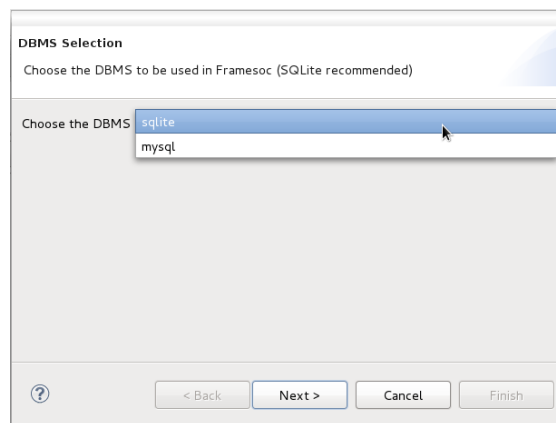 DBMS Selection
Choose the DBMS to be used in Framesoc (SQLite recommended)
Choose the DBMS sqlite
mysql
?
< Back Next > Cancel Finish